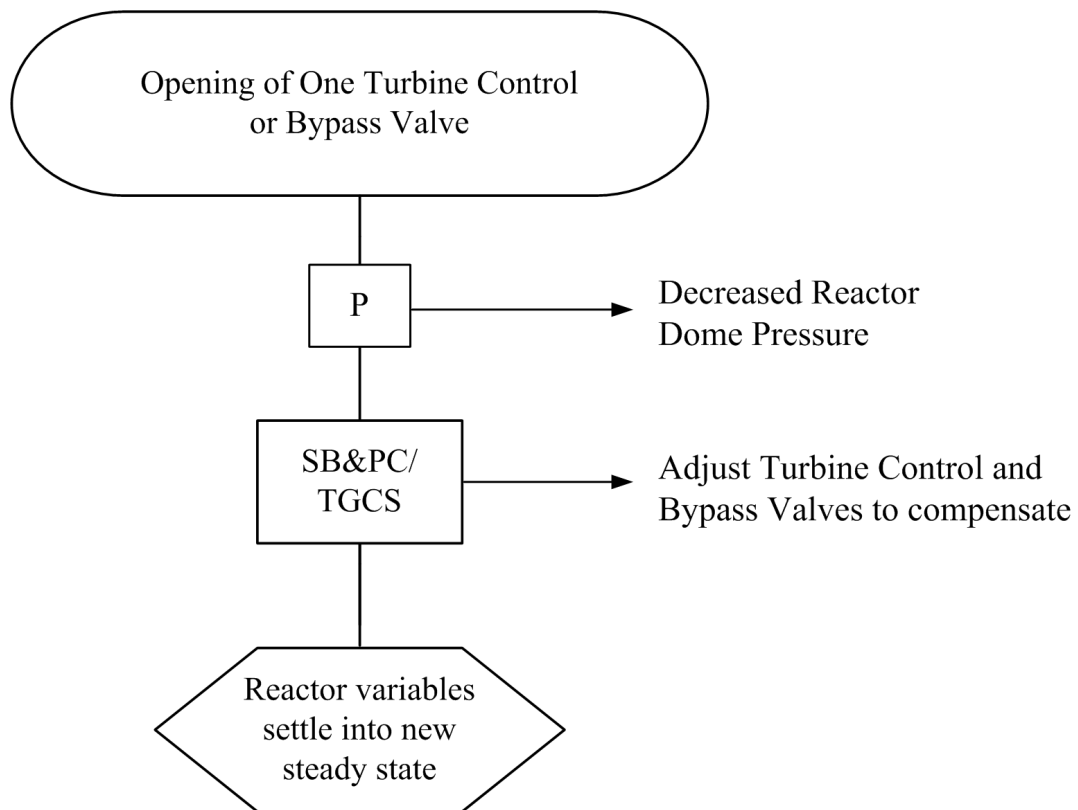 Opening of One Turbine Control
or Bypass Valve
P
Decreased Reactor
Dome Pressure
SB&PC/
TGCS
Adjust Turbine Control and
Bypass Valves to compensate
Reactor variables
settle into new
steady state